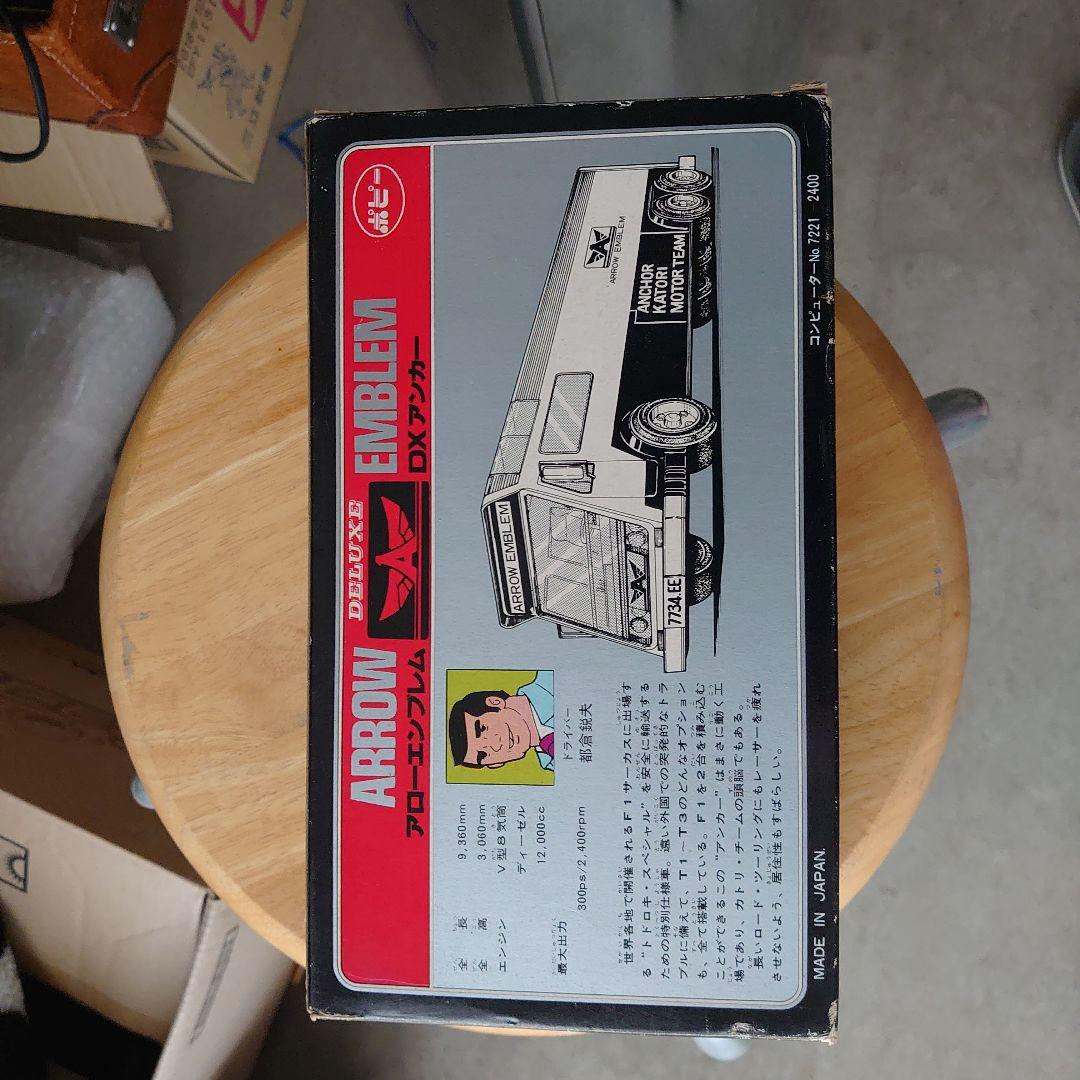 ポピー
DELUXE
ARROW EMBLEM
アローエンブレム DXアンカー
全長 9,360mm
全高 3,060mm
エンジン V型8気筒
ディーゼル
12,000cc
最大出力 300ps/2,400rpm
ドライバー
都倉鋭夫
世界各地で開催されるF1サーカスに出場す
る“トドロキ・スペシャル”を安全に輸送する
ための特別仕様車。遠い外国での突発的なトラ
ブルに備えて、T1〜T3のどんなオプション
も、全て搭載している。F1を2台を積み込む
ことができるこの“アンカー”はまさに動く工
場であり、カトリ・チームの頭脳でもある。
長いロード・ツーリングにもレーサーを疲れ
させないよう、居住性もすばらしい。
ARROW EMBLEM
7734.EE
A
ARROW EMBLEM
ANCHOR
KATORI
MOTOR TEAM
MADE IN JAPAN.
コンピューターNo.7221 2400